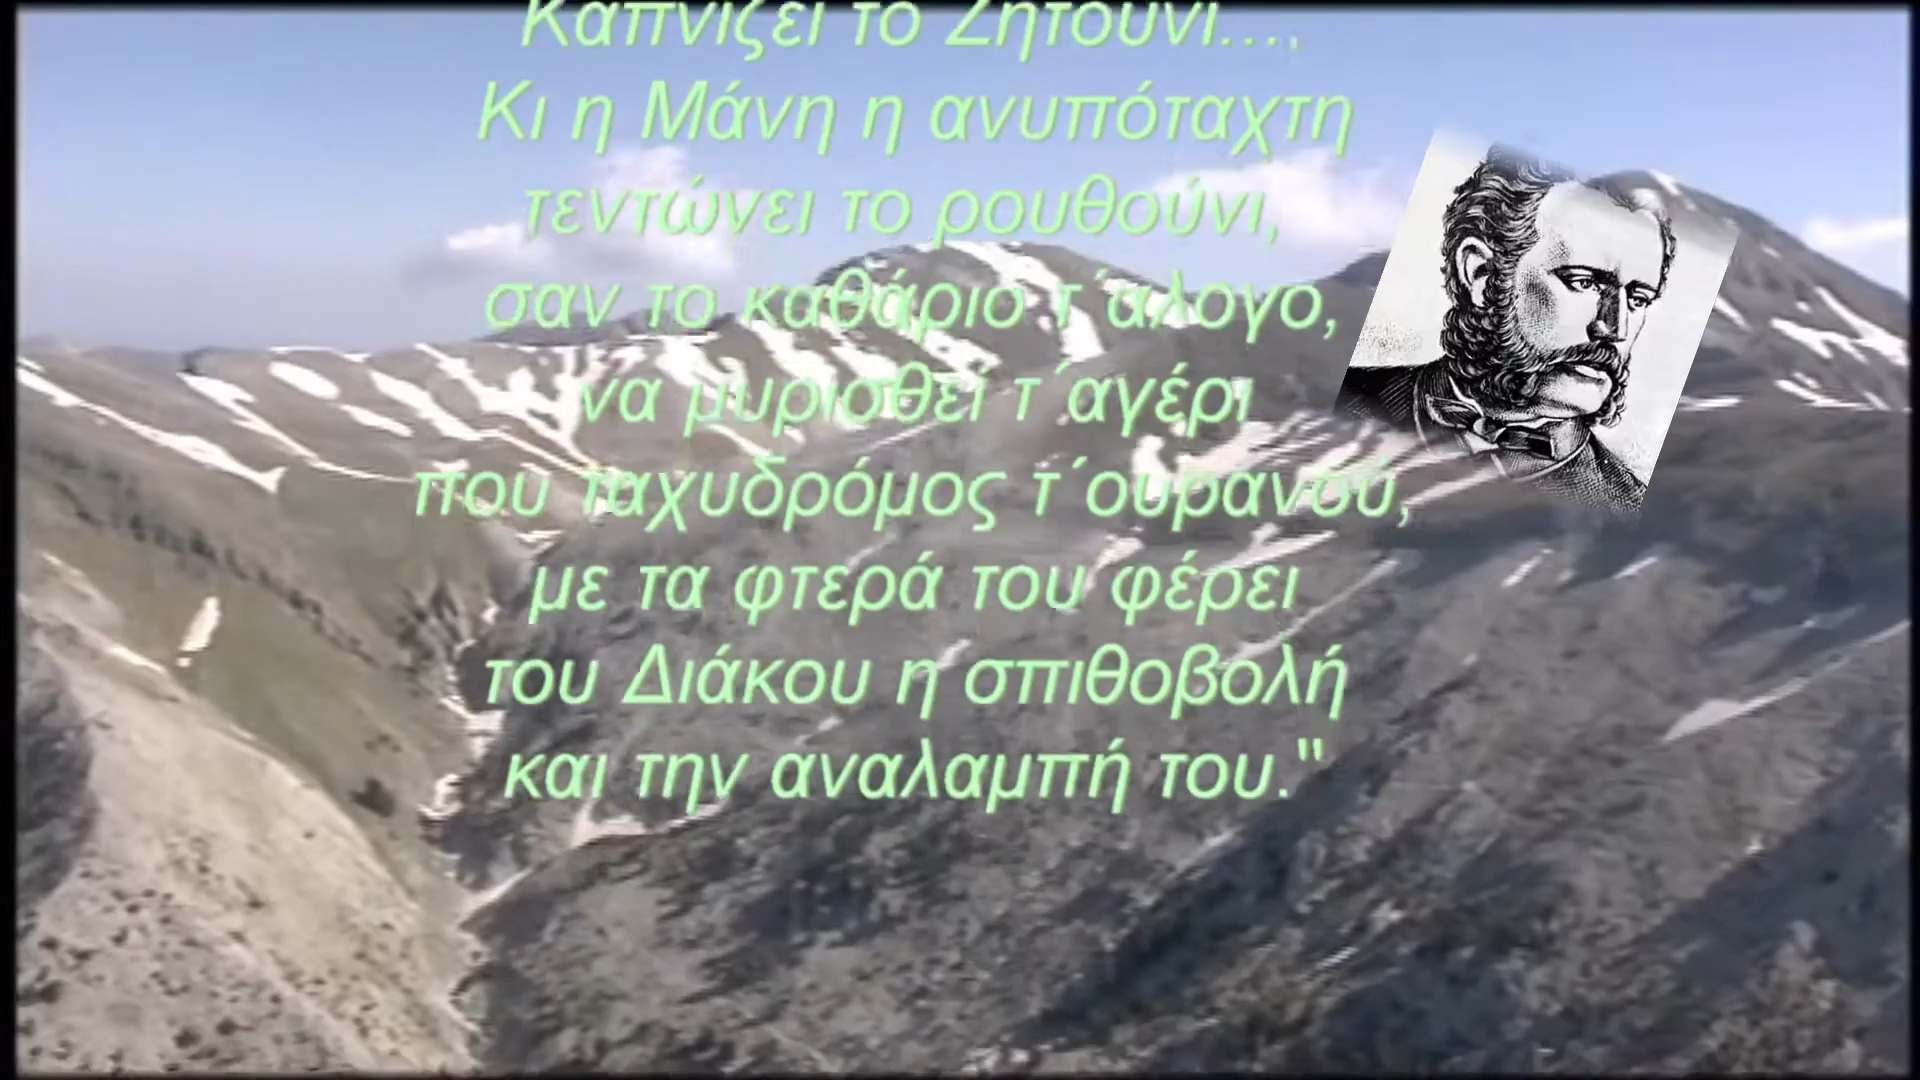 Καπνίζει το Ζητούνι....
Κι η Μάνη η ανυπόταχτη
τεντώνει το ρουθούνι,
σαν το καθάριο τ΄άλογο,
να μυρισθεί τ΄αγέρι
που ταχυδρόμος τ΄ουρανού,
με τα φτερά του φέρει
του Διάκου η σπιθοβολή
και την αναλαμπή του."